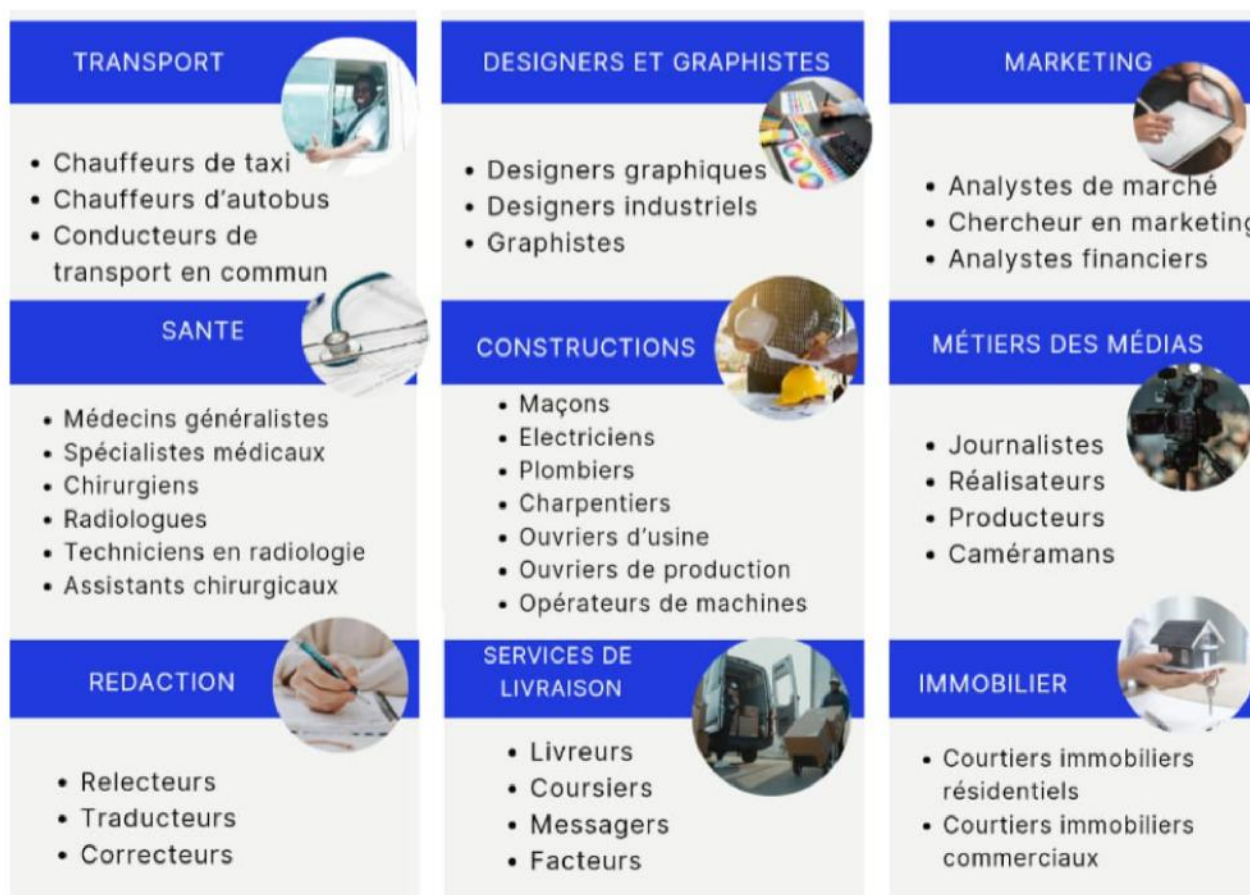 TRANSPORT
• Chauffeurs de taxi
• Chauffeurs d'autobus
• Conducteurs de
transport en commun
DESIGNERS ET GRAPHISTES
• Designers graphiques
• Designers industriels
• Graphistes
MARKETING
• Analystes de marché
• Chercheur en marketing
• Analystes financiers
SANTE
• Médecins généralistes
• Spécialistes médicaux
• Chirurgiens
• Radiologues
• Techniciens en radiologie
• Assistants chirurgicaux
CONSTRUCTIONS
• Maçons
• Electriciens
• Plombiers
• Charpentiers
• Ouvriers d'usine
• Ouvriers de production
• Opérateurs de machines
MÉTIERS DES MÉDIAS
• Journalistes
• Réalisateurs
• Producteurs
• Caméramans
REDACTION
• Relecteurs
• Traducteurs
• Correcteurs
SERVICES DE
LIVRAISON
• Livreurs
• Coursiers
• Messagers
• Facteurs
IMMOBILIER
• Courtiers immobiliers
résidentiels
• Courtiers immobiliers
commerciaux